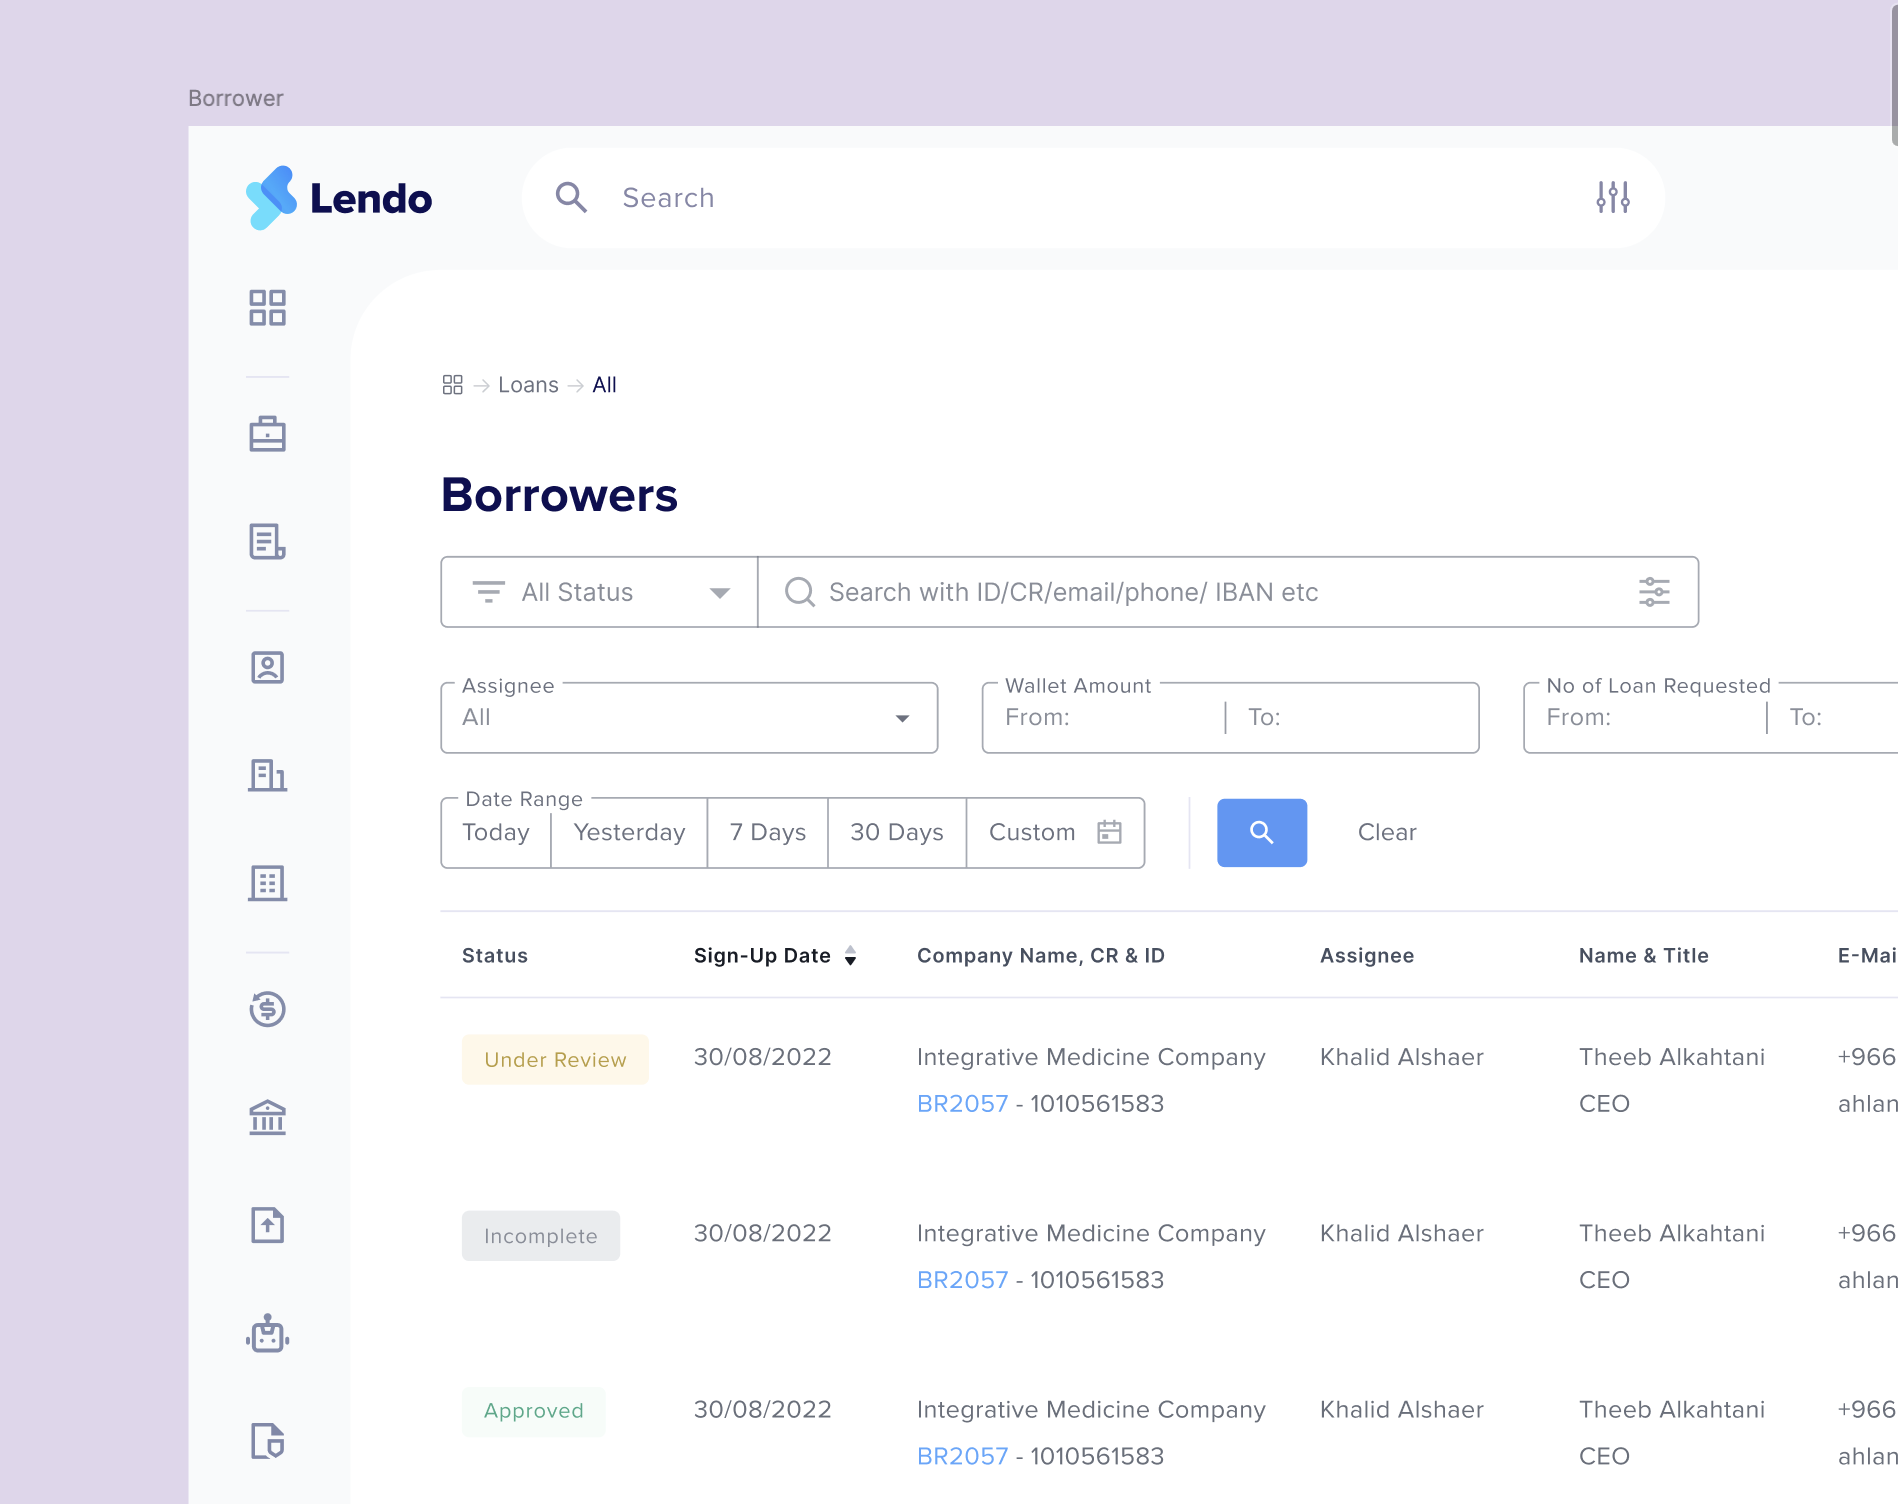 Borrower
Lendo
Search
Loans
All
Borrowers
All Status
Search with ID/CR/email/phone/ IBAN etc
Assignee
All
Wallet Amount
From:
To:
No of Loan Requested
From:
To:
Date Range
Today
Yesterday
7 Days
30 Days
Custom
Clear
Status
Sign-Up Date
Company Name, CR & ID
Assignee
Name & Title
E-Mai
Under Review
30/08/2022
Integrative Medicine Company
Khalid Alshaer
Theeb Alkahtani
+966
BR2057 - 1010561583
CEO
ahlan
Incomplete
30/08/2022
Integrative Medicine Company
Khalid Alshaer
Theeb Alkahtani
+966
BR2057 - 1010561583
CEO
ahlan
Approved
30/08/2022
Integrative Medicine Company
Khalid Alshaer
Theeb Alkahtani
+966
BR2057 - 1010561583
CEO
ahlan